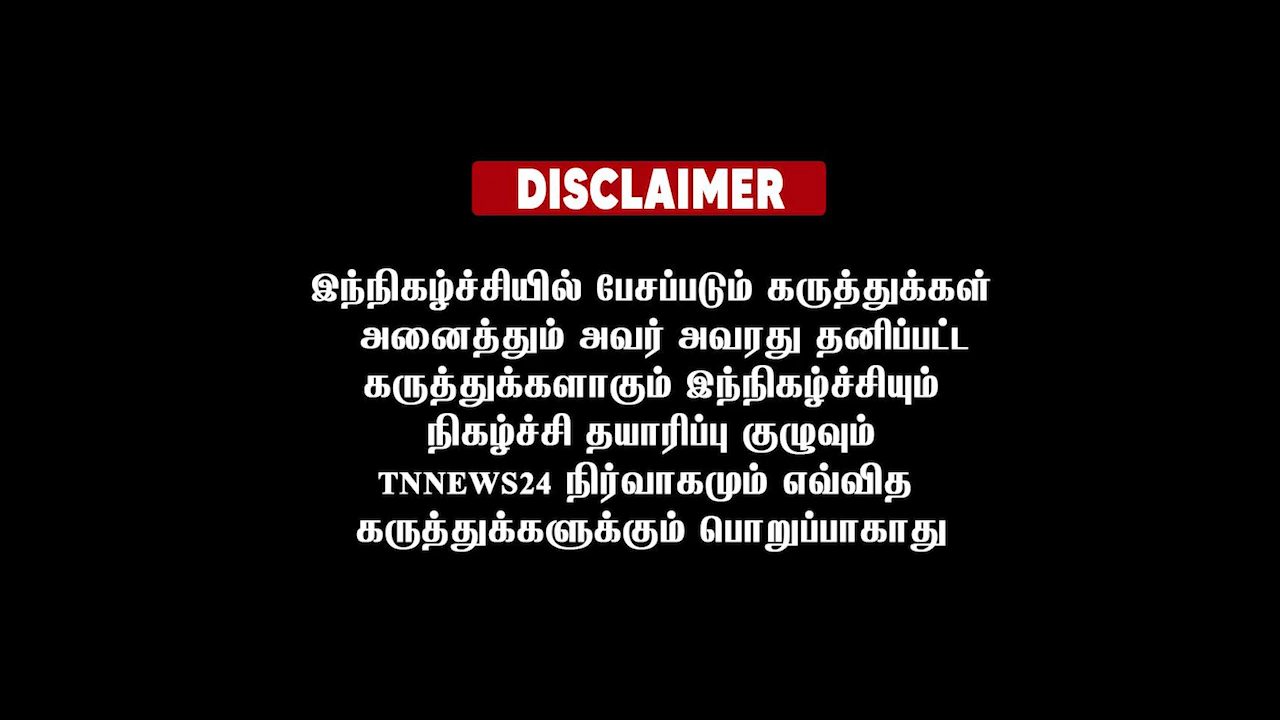 DISCLAIMER
இந்நிகழ்ச்சியில் பேசப்படும் கருத்துக்கள்
அனைத்தும் அவர் அவரது தனிப்பட்ட
கருத்துக்களாகும் இந்நிகழ்ச்சியும்
நிகழ்ச்சி தயாரிப்பு குழுவும்
TNNEWS24 நிர்வாகமும் எவ்வித
கருத்துக்களுக்கும் பொறுப்பாகாது